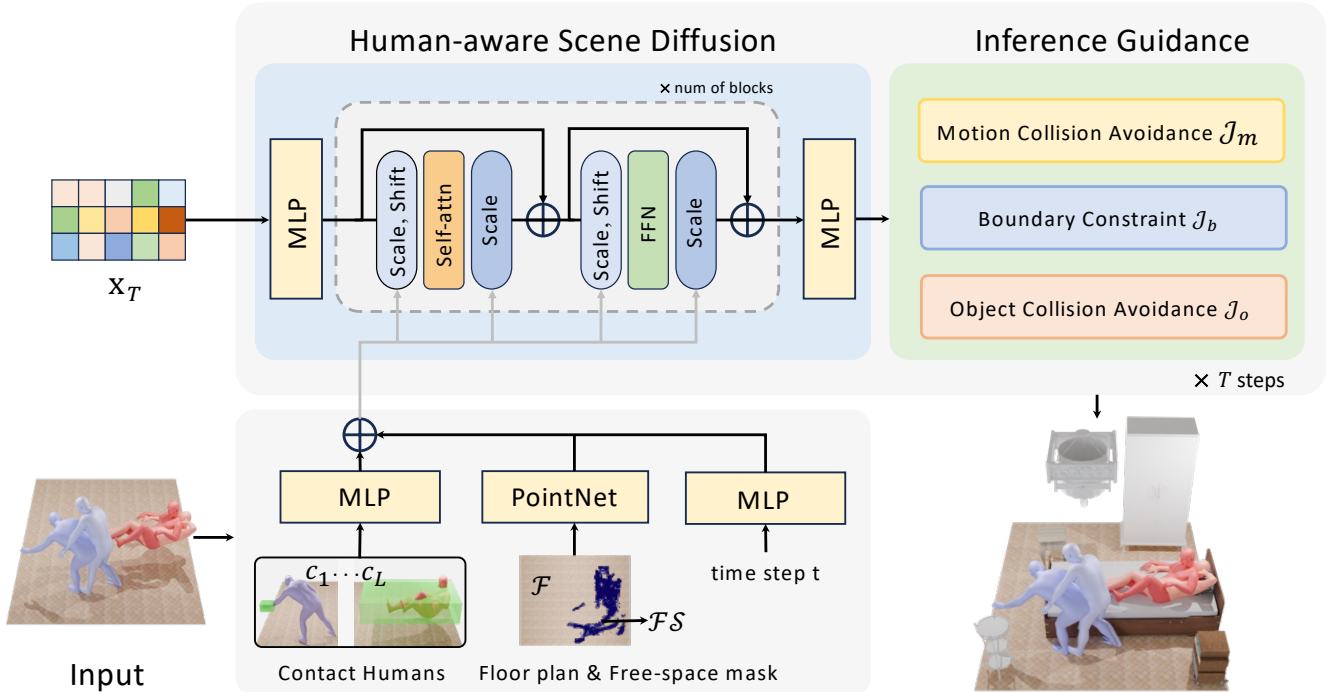 Human-aware Scene Diffusion
Inference Guidance
× num of blocks
Motion Collision Avoidance 𝒥m
MLP
Scale, Shift
Self-attn
Scale
Scale, Shift
FFN
Scale
MLP
Boundary Constraint 𝒥b
xT
Object Collision Avoidance 𝒥o
× T steps
MLP
PointNet
MLP
c1⋯cL
ℱ
ℱ𝒮
time step t
Input
Contact Humans
Floor plan & Free-space mask